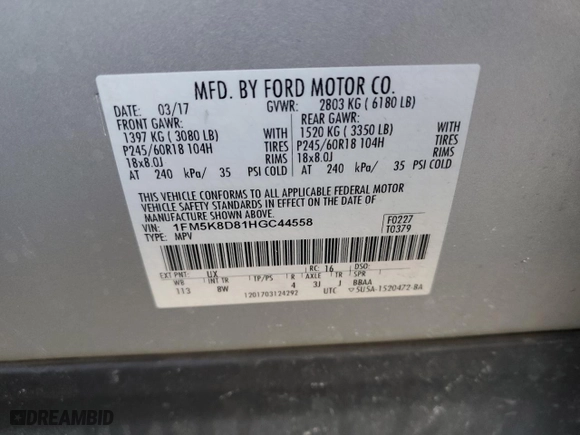 MFD. BY FORD MOTOR CO.
DATE: 03/17 GVWR: 2803 KG ( 6180 LB)
FRONT GAWR: REAR GAWR:
1397 KG ( 3080 LB) WITH 1520 KG ( 3350 LB) WITH
P245/60R18 104H TIRES P245/60R18 104H TIRES
18x8.0J RIMS 18x8.0J RIMS
AT 240 kPa/ 35 PSI COLD AT 240 kPa/ 35 PSI COLD
THIS VEHICLE CONFORMS TO ALL APPLICABLE FEDERAL MOTOR
VEHICLE SAFETY STANDARDS IN EFFECT ON THE DATE OF
MANUFACTURE SHOWN ABOVE.
VIN: 1FM5K8D81HGC44558 F0227
TYPE: MPV T0379
EXT PNT: UX RC: 16 DSO:
WB INT TR TP/PS R AXLE TR SPR
113 8W 4 3J J BBAA
1201703124292 UTC ▽5U5A-1520472-BA
DREAMBID